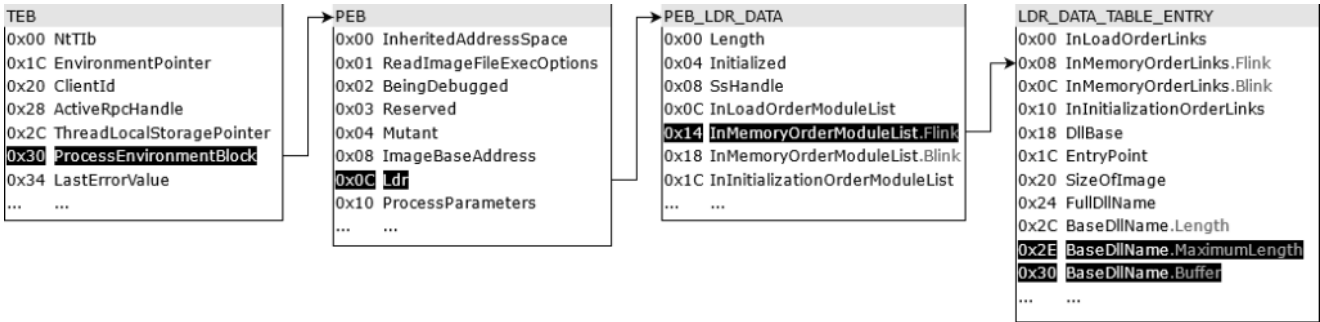 TEB
0x00 NtTIb
0x1C EnvironmentPointer
0x20 ClientId
0x28 ActiveRpcHandle
0x2C ThreadLocalStoragePointer
0x30 ProcessEnvironmentBlock
0x34 LastErrorValue
... ...
PEB
0x00 InheritedAddressSpace
0x01 ReadImageFileExecOptions
0x02 BeingDebugged
0x03 Reserved
0x04 Mutant
0x08 ImageBaseAddress
0x0C Ldr
0x10 ProcessParameters
... ...
PEB_LDR_DATA
0x00 Length
0x04 Initialized
0x08 SsHandle
0x0C InLoadOrderModuleList
0x14 InMemoryOrderModuleList.Flink
0x18 InMemoryOrderModuleList.Blink
0x1C InInitializationOrderModuleList
... ...
LDR_DATA_TABLE_ENTRY
0x00 InLoadOrderLinks
0x08 InMemoryOrderLinks.Flink
0x0C InMemoryOrderLinks.Blink
0x10 InInitializationOrderLinks
0x18 DllBase
0x1C EntryPoint
0x20 SizeOfImage
0x24 FullDllName
0x2C BaseDllName.Length
0x2E BaseDllName.MaximumLength
0x30 BaseDllName.Buffer
... ...